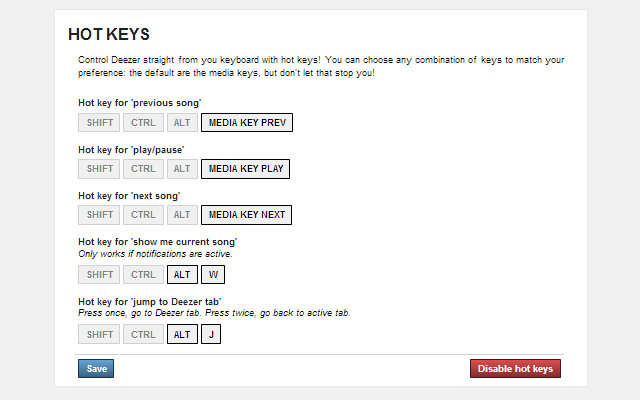 HOT KEYS
Control Deezer straight from you keyboard with hot keys! You can choose any combination of keys to match your
preference: the default are the media keys, but don't let that stop you!
Hot key for 'previous song'
SHIFT CTRL ALT MEDIA KEY PREV
Hot key for 'play/pause'
SHIFT CTRL ALT MEDIA KEY PLAY
Hot key for 'next song'
SHIFT CTRL ALT MEDIA KEY NEXT
Hot key for 'show me current song'
Only works if notifications are active.
SHIFT CTRL ALT W
Hot key for 'jump to Deezer tab'
Press once, go to Deezer tab. Press twice, go back to active tab.
SHIFT CTRL ALT J
Save Disable hot keys